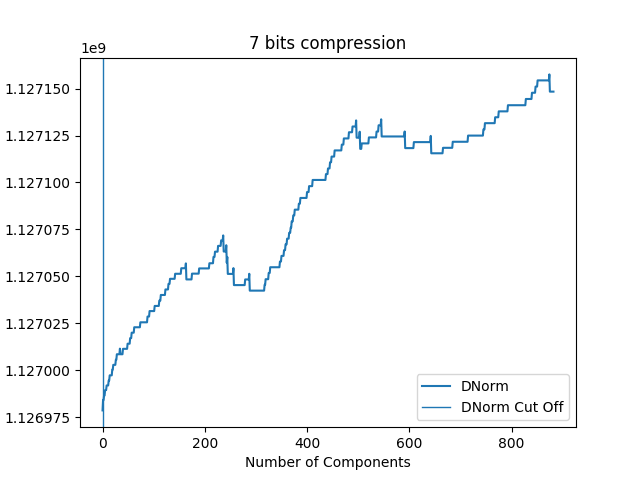 7 bits compression
1e9
1.127150
1.127125
1.127100
1.127075
1.127050
1.127025
1.127000
1.126975
DNorm
DNorm Cut Off
0 200 400 600 800
Number of Components